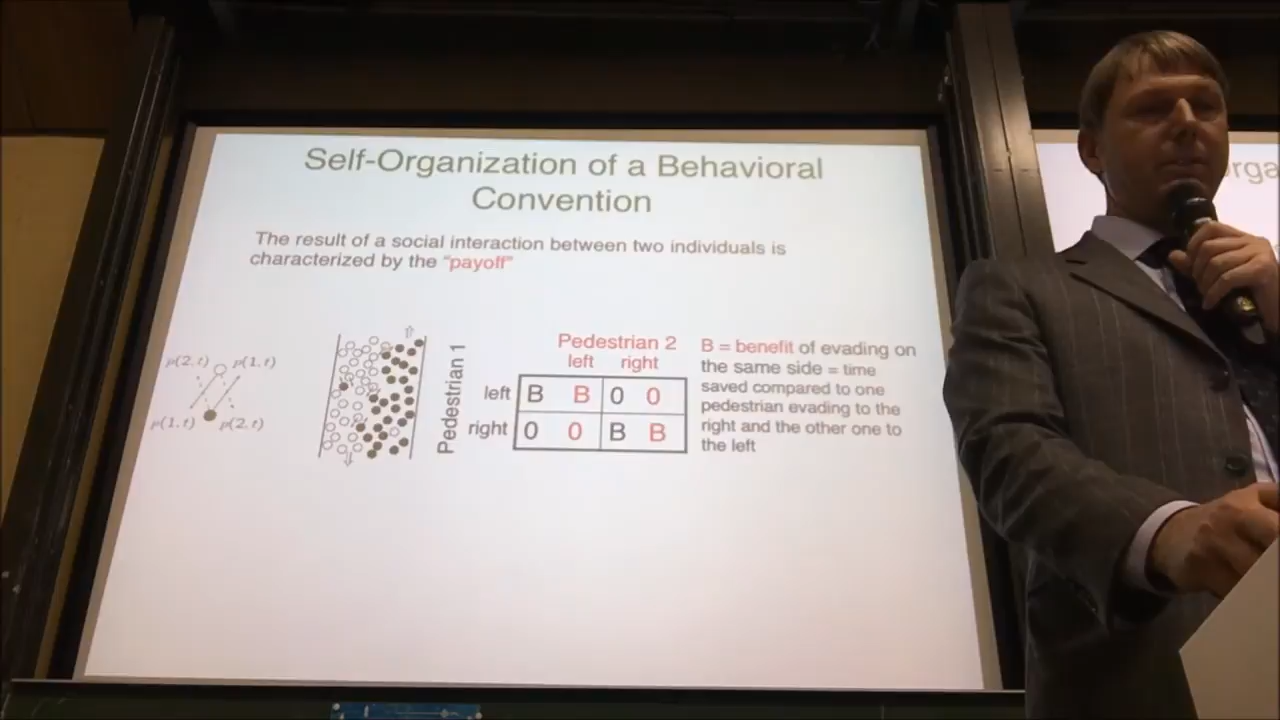 Self-Organization of a Behavioral
Convention
The result of a social interaction between two individuals is
characterized by the "payoff"
p(2,t) p(1,t)
p(1,t) p(2,t)
Pedestrian 1
Pedestrian 2
left right
left B B 0 0
right 0 0 B B
B = benefit of evading on
the same side = time
saved compared to one
pedestrian evading to the
right and the other one to
the left
rga